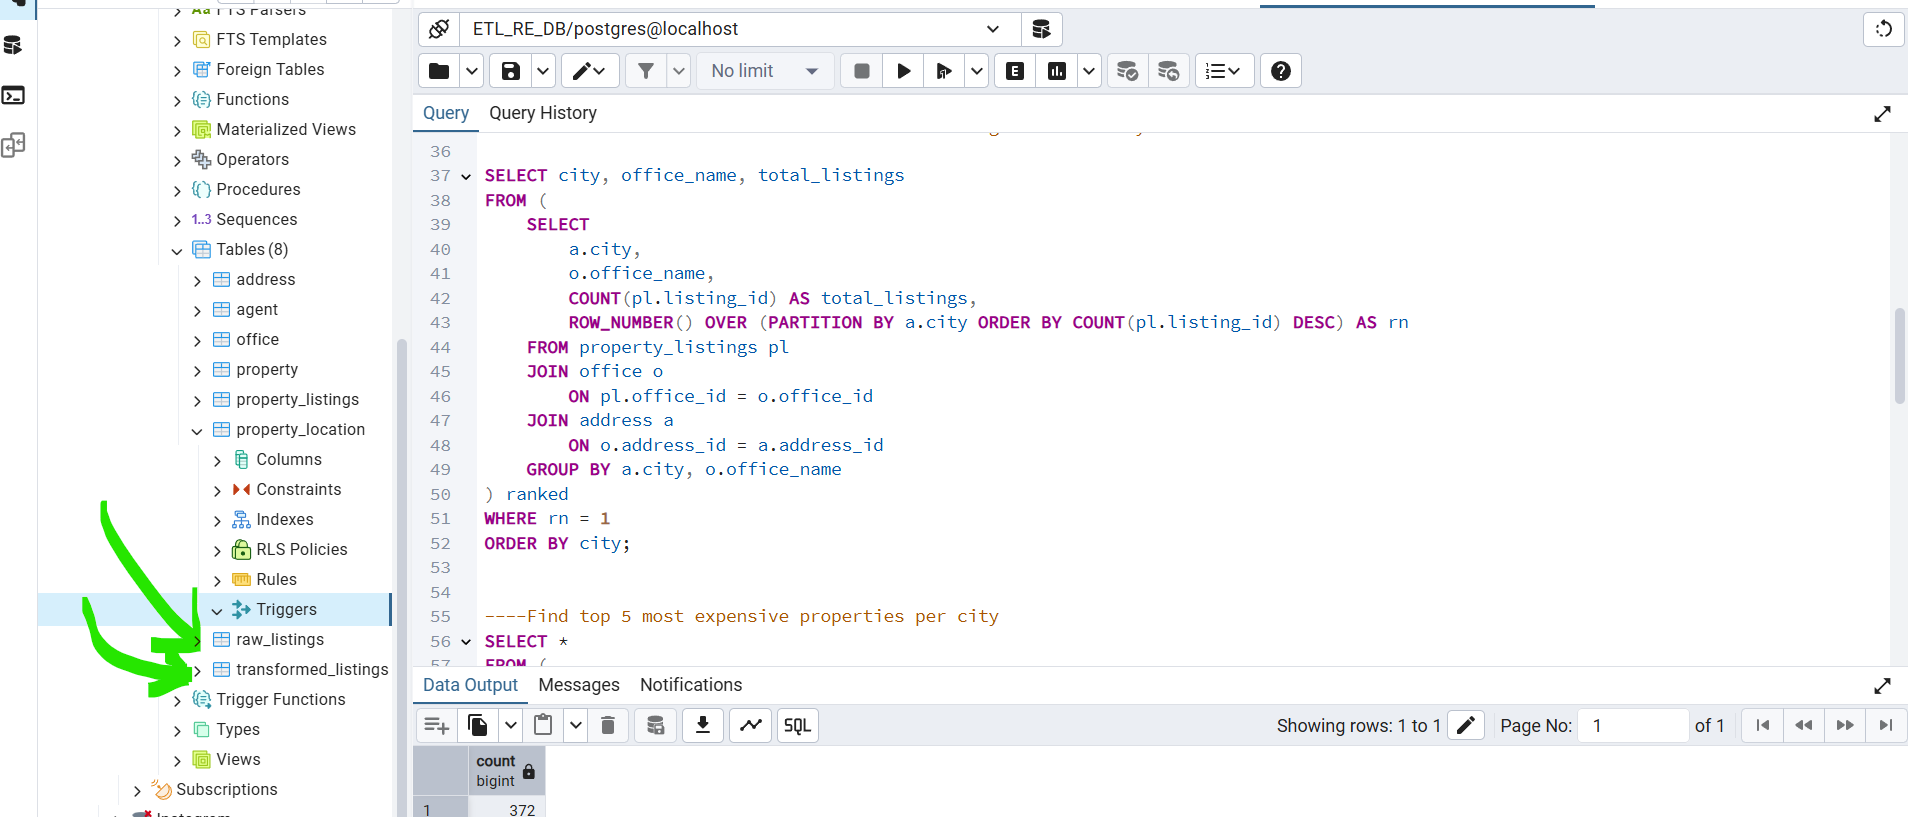 FTS Parsers
FTS Templates
Foreign Tables
Functions
Materialized Views
Operators
Procedures
1..3 Sequences
Tables (8)
address
agent
office
property
property_listings
property_location
Columns
Constraints
Indexes
RLS Policies
Rules
Triggers
raw_listings
transformed_listings
Trigger Functions
Types
Views
Subscriptions
ETL_RE_DB/postgres@localhost
No limit
E
Query Query History
36
37 SELECT city, office_name, total_listings
38 FROM (
39 SELECT
40 a.city,
41 o.office_name,
42 COUNT(pl.listing_id) AS total_listings,
43 ROW_NUMBER() OVER (PARTITION BY a.city ORDER BY COUNT(pl.listing_id) DESC) AS rn
44 FROM property_listings pl
45 JOIN office o
46 ON pl.office_id = o.office_id
47 JOIN address a
48 ON o.address_id = a.address_id
49 GROUP BY a.city, o.office_name
50 ) ranked
51 WHERE rn = 1
52 ORDER BY city;
53
54
55 ----Find top 5 most expensive properties per city
56 SELECT *
57 FROM (
Data Output Messages Notifications
SQL
Showing rows: 1 to 1 Page No: 1 of 1
count
bigint
1 372